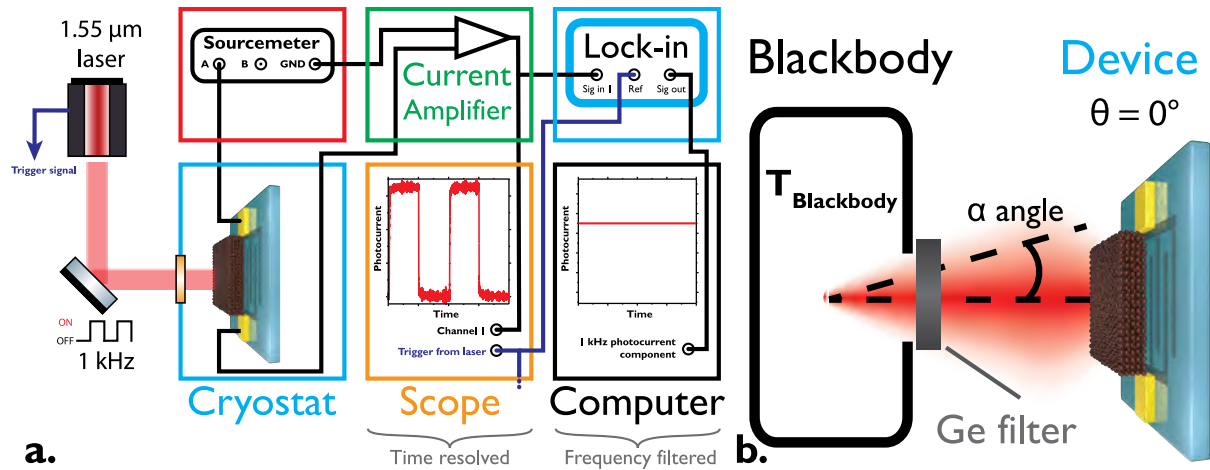 1.55 µm
laser
Trigger signal
ON
OFF
1 kHz
Sourcemeter
A B GND
Current
Amplifier
Lock-in
Sig in I Ref Sig out
Cryostat
Photocurrent
Time
Channel I
Trigger from laser
Scope
Time resolved
Photocurrent
Time
1 kHz photocurrent
component
Computer
Frequency filtered
a.
Blackbody
Device
θ = 0°
T Blackbody
α angle
Ge filter
b.